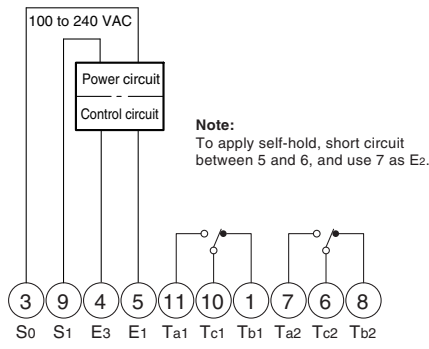 100 to 240 VAC
Power circuit
Control circuit
Note:
To apply self-hold, short circuit
between 5 and 6, and use 7 as E2.
3 9 4 5 11 10 1 7 6 8
S0 S1 E3 E1 Ta1 Tc1 Tb1 Ta2 Tc2 Tb2